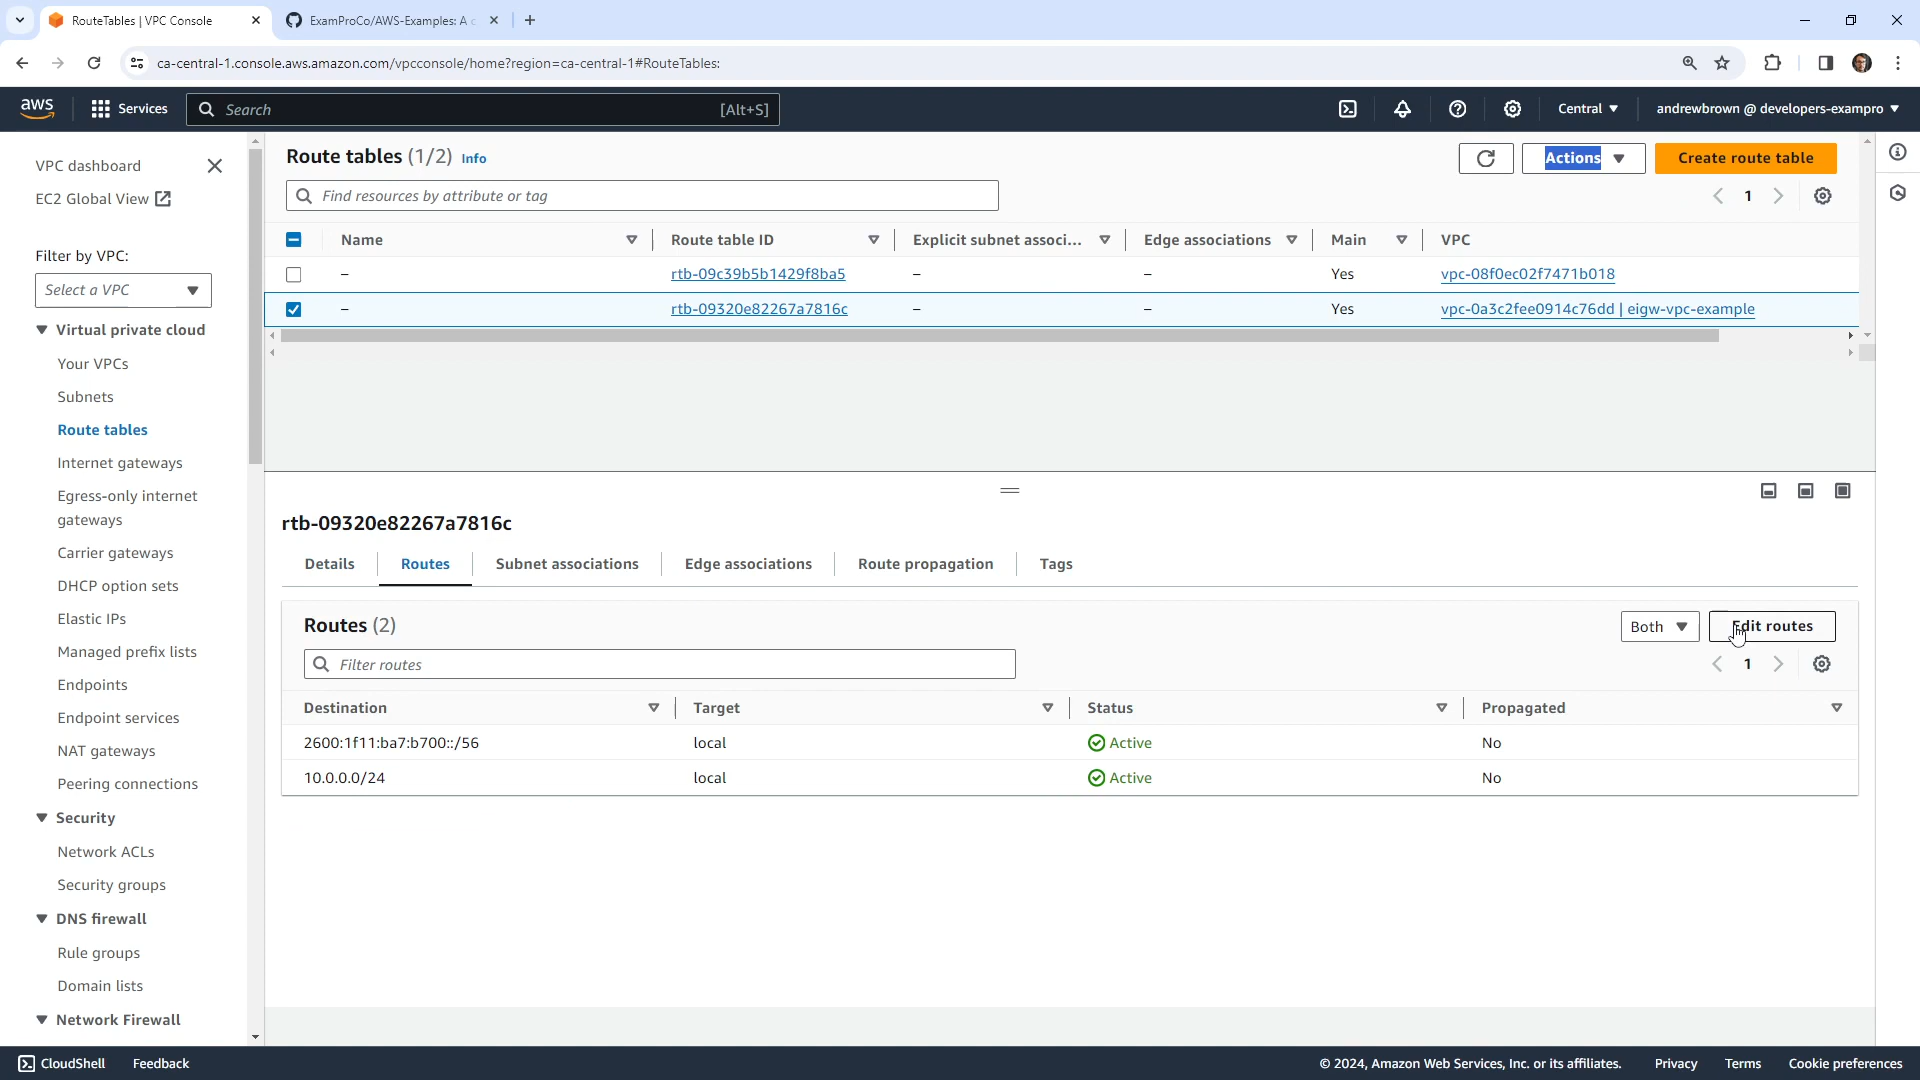 RouteTables | VPC Console
ExamProCo/AWS-Examples: A c
ca-central-1.console.aws.amazon.com/vpcconsole/home?region=ca-central-1#RouteTables:
aws
Services
Search
[Alt+S]
Central
andrewbrown @ developers-exampro
VPC dashboard
EC2 Global View
Filter by VPC:
Select a VPC
Virtual private cloud
Your VPCs
Subnets
Route tables
Internet gateways
Egress-only internet
gateways
Carrier gateways
DHCP option sets
Elastic IPs
Managed prefix lists
Endpoints
Endpoint services
NAT gateways
Peering connections
Security
Network ACLs
Security groups
DNS firewall
Rule groups
Domain lists
Network Firewall
Route tables (1/2) Info
Actions
Create route table
Find resources by attribute or tag
1
Name Route table ID Explicit subnet associ... Edge associations Main VPC
– rtb-09c39b5b1429f8ba5 – – Yes vpc-08f0ec02f7471b018
– rtb-09320e82267a7816c – – Yes vpc-0a3c2fee0914c76dd | eigw-vpc-example
rtb-09320e82267a7816c
Details Routes Subnet associations Edge associations Route propagation Tags
Routes (2)
Both
Edit routes
Filter routes
1
Destination Target Status Propagated
2600:1f11:ba7:b700::/56 local Active No
10.0.0.0/24 local Active No
CloudShell Feedback
© 2024, Amazon Web Services, Inc. or its affiliates. Privacy Terms Cookie preferences